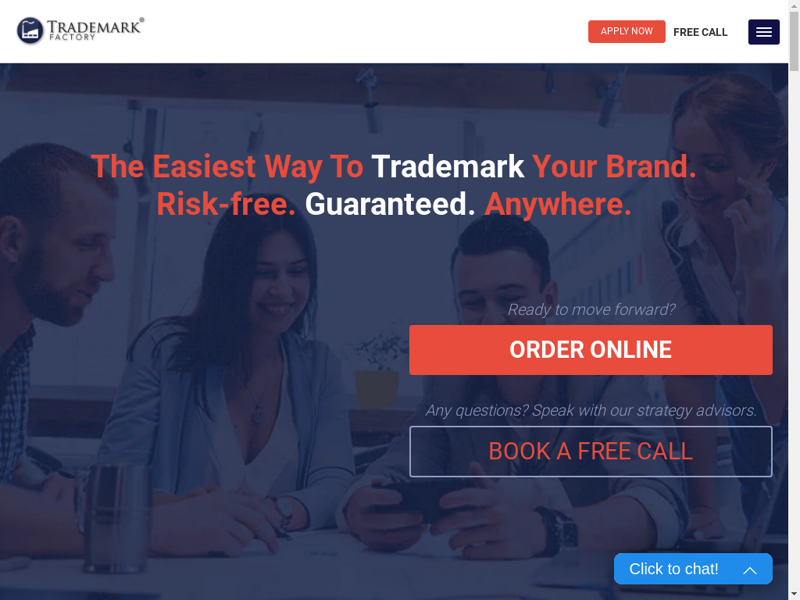 TRADEMARK®
FACTORY
APPLY NOW
FREE CALL
The Easiest Way To Trademark Your Brand.
Risk-free. Guaranteed. Anywhere.
Ready to move forward?
ORDER ONLINE
Any questions? Speak with our strategy advisors.
BOOK A FREE CALL
Click to chat!